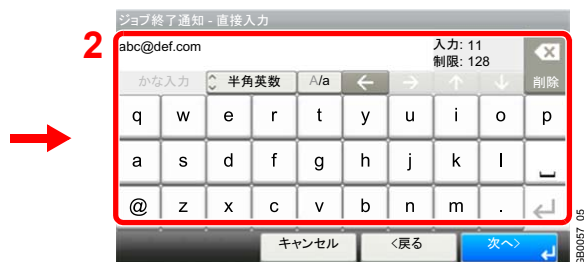 ジョブ終了通知 - 直接入力
2
abc@def.com
入力: 11
制限: 128
かな入力 半角英数 A/a ← → ↑ ↓ 削除
q w e r t y u i o p
a s d f g h j k l
@ z x c v b n m .
キャンセル <戻る 次へ>
GB0057_05